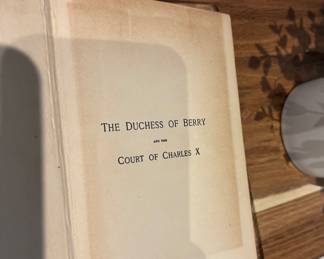 THE DUCHESS OF BERRY
AND THE
COURT OF CHARLES X